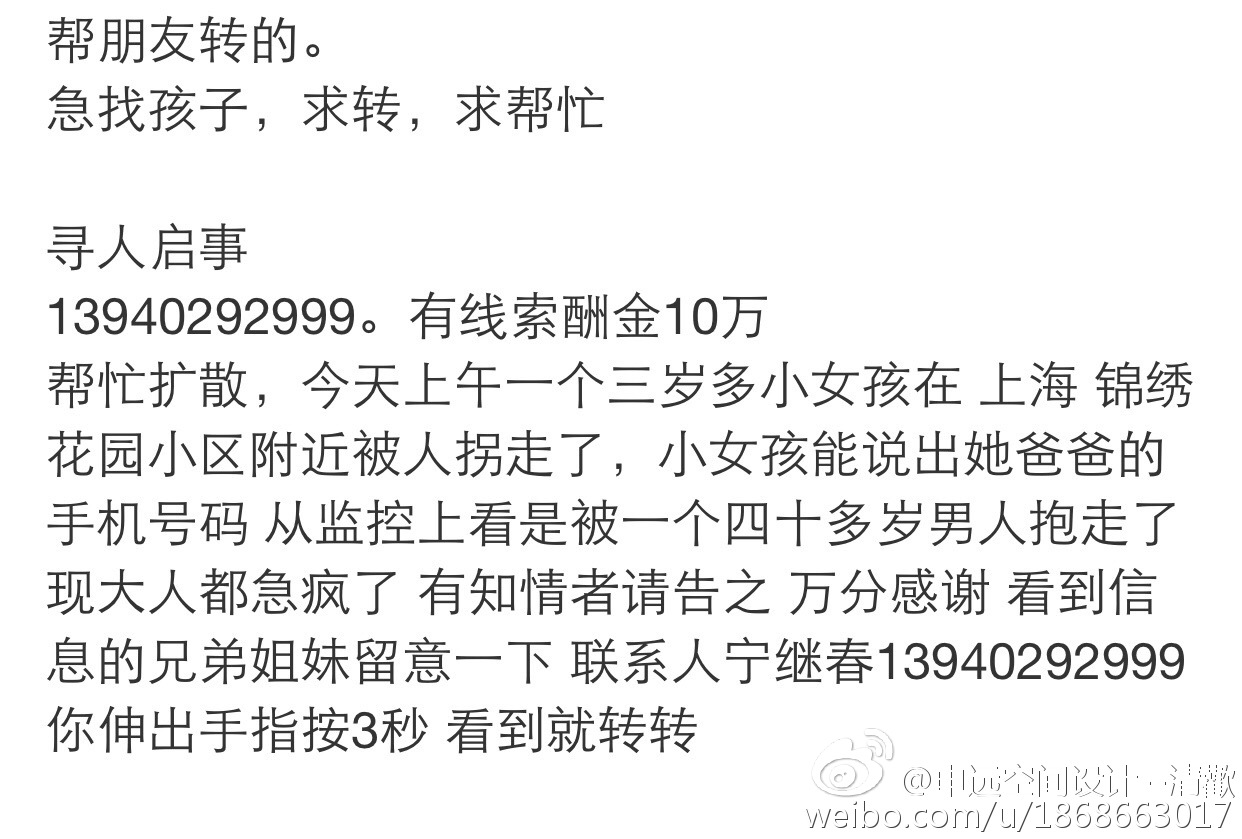 帮朋友转的。
急找孩子，求转，求帮忙
寻人启事
13940292999。有线索酬金10万
帮忙扩散，今天上午一个三岁多小女孩在 上海 锦绣
花园小区附近被人拐走了，小女孩能说出她爸爸的
手机号码 从监控上看是被一个四十多岁男人抱走了
现大人都急疯了 有知情者请告之 万分感谢 看到信
息的兄弟姐妹留意一下 联系人宁继春13940292999
你伸出手指按3秒 看到就转转
@申远空间设计-清歡
weibo.com/u/1868663017